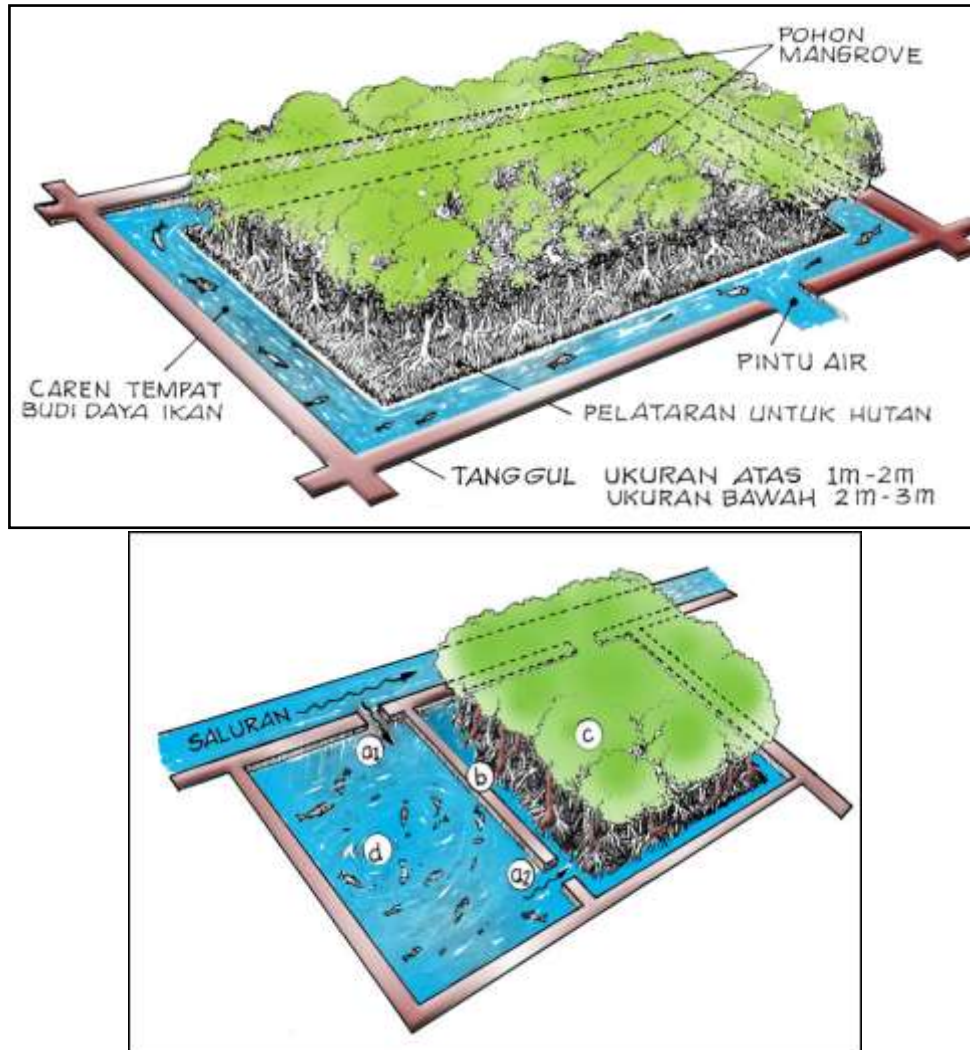 POHON
MANGROVE
PINTU AIR
CAREN TEMPAT
BUDI DAYA IKAN
PELATARAN UNTUK HUTAN
TANGGUL UKURAN ATAS 1m-2m
UKURAN BAWAH 2m-3m
SALURAN
a1
b
c
d
a2